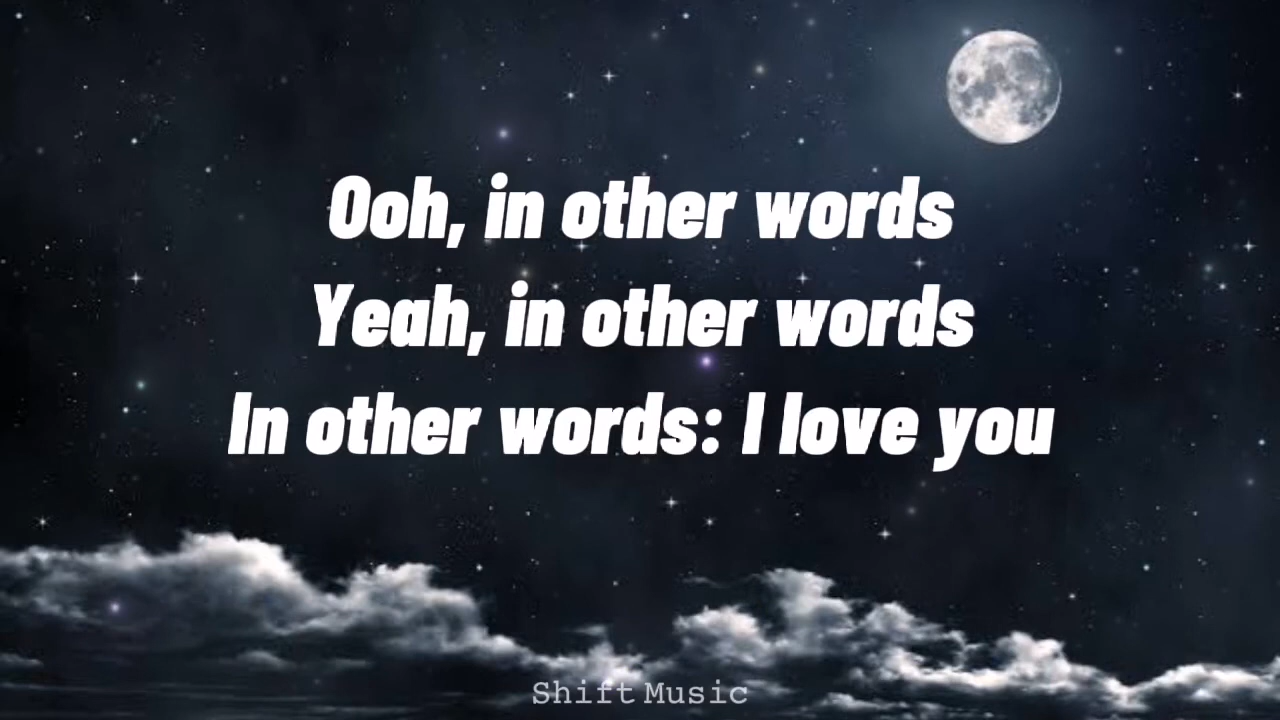 Ooh, in other words
Yeah, in other words
In other words: I love you
Shift Music